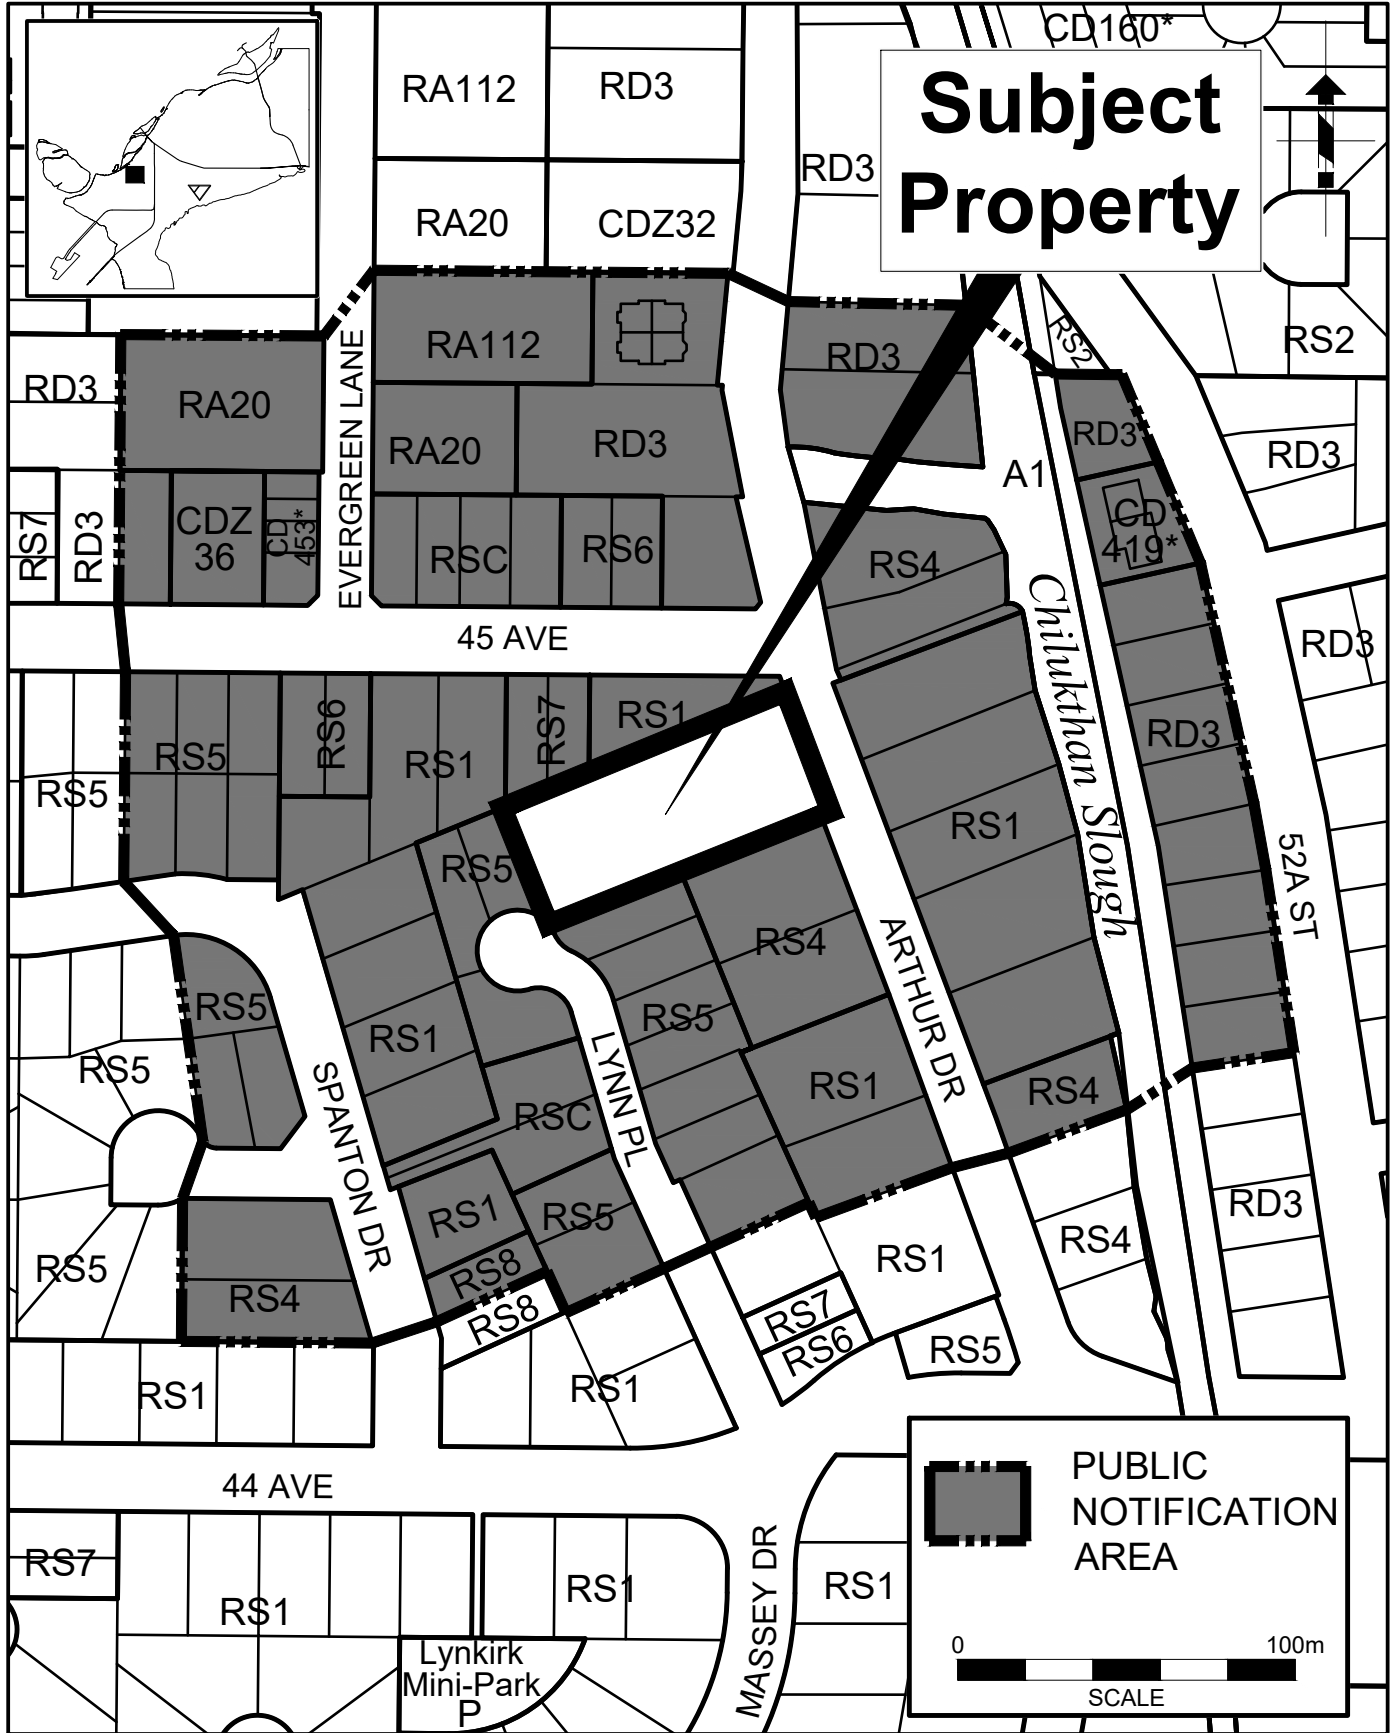 CD160*
RA112
RD3
Subject
Property
RD3
RA20
CDZ32
RS2
RS2
RA112
RD3
RD3
RA20
EVERGREEN LANE
RA20
RD3
RD3
RD3
A1
RS7
RD3
CDZ
36
CD
453*
RSC
RS6
RS4
CD
419*
45 AVE
Chilukthan Slough
RD3
RS5
RS5
RS6
RS1
RS7
RS1
RD3
RS1
RS5
52A ST
RS4
ARTHUR DR
RS5
RS5
RS1
RS5
LYNN PL
RS5
SPANTON DR
RSC
RS1
RS4
RS1
RS5
RD3
RS5
RS4
RS8
RS8
RS1
RS4
RS7
RS6
RS5
RS1
RS1
44 AVE
PUBLIC
NOTIFICATION
AREA
RS7
RS1
RS1
MASSEY DR
RS1
Lynkirk
Mini-Park
P
0
100m
SCALE